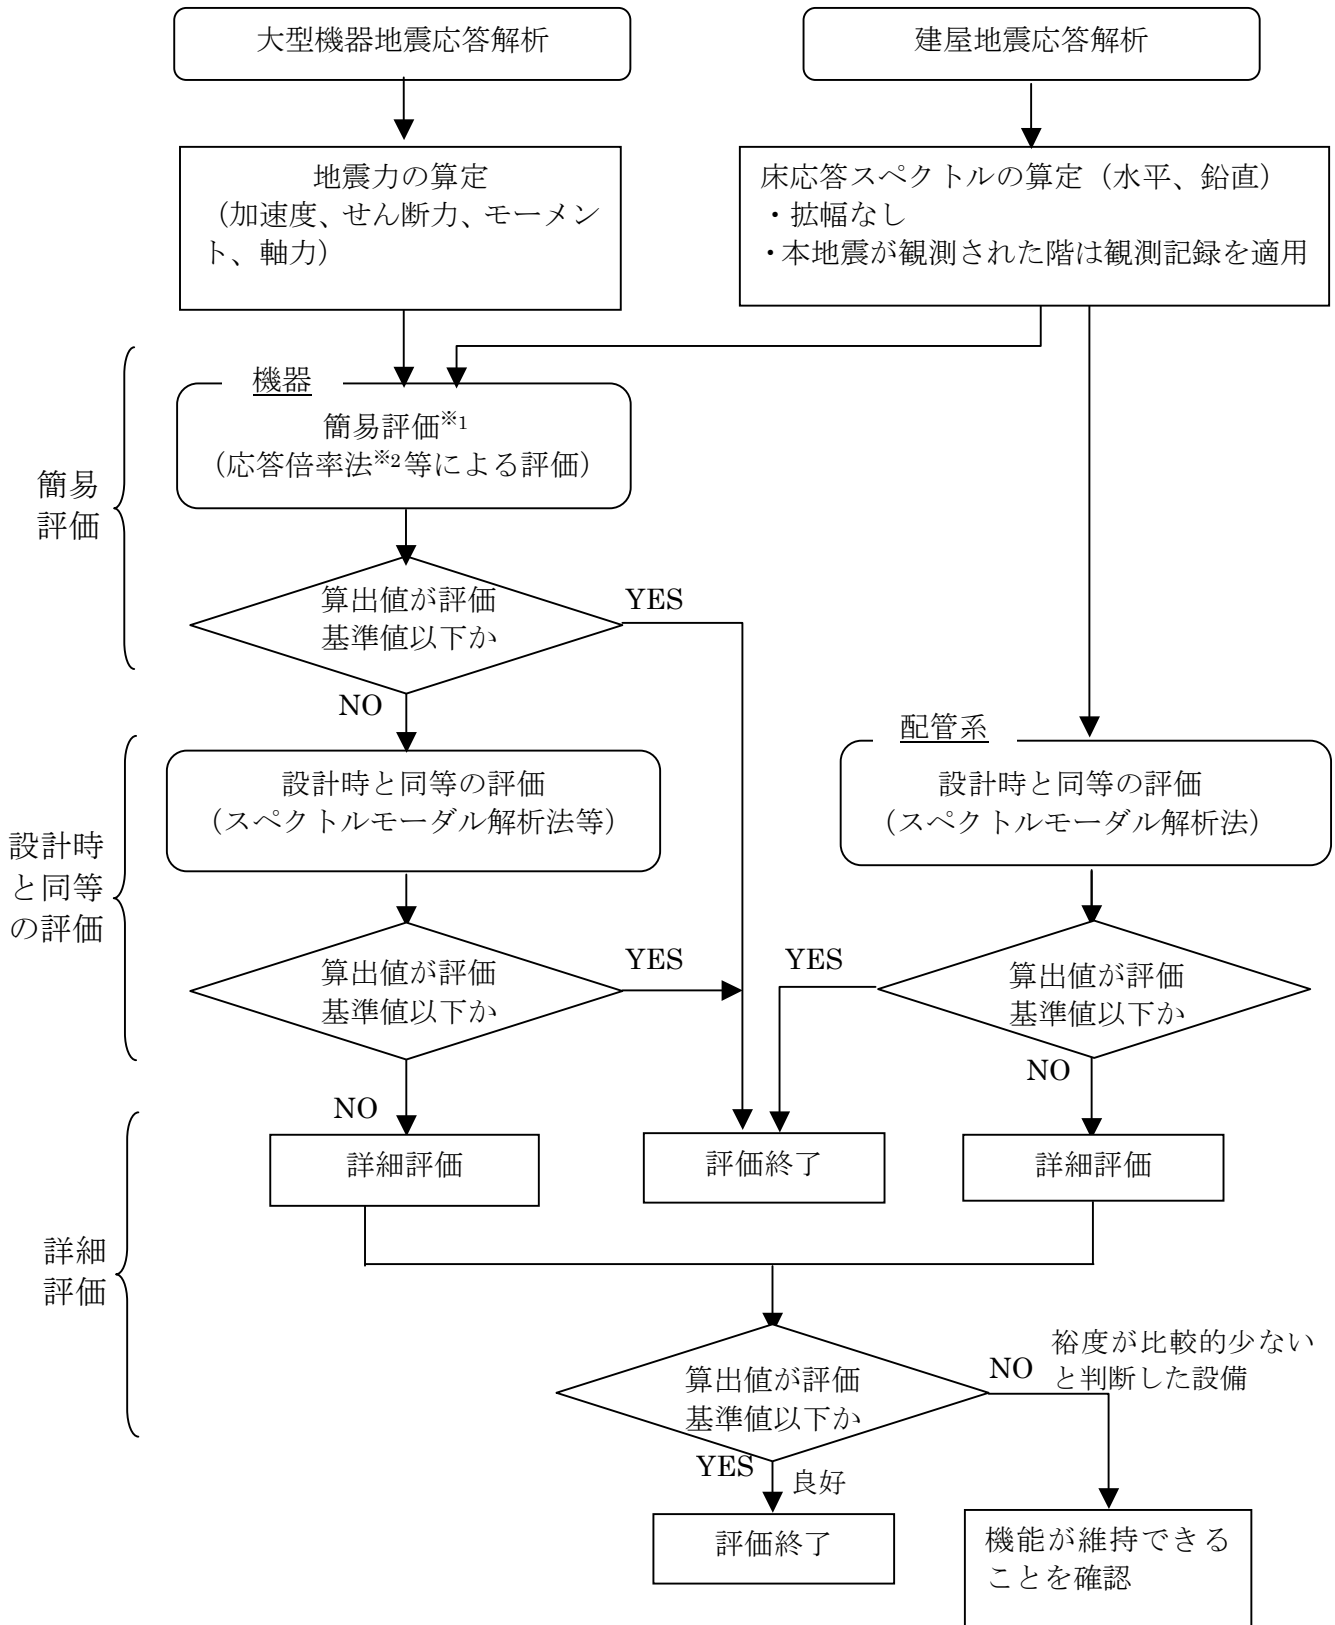 大型機器地震応答解析
建屋地震応答解析
地震力の算定
（加速度、せん断力、モーメン
ト、軸力）
床応答スペクトルの算定（水平、鉛直）
・拡幅なし
・本地震が観測された階は観測記録を適用
機器
簡易評価※1
（応答倍率法※2等による評価）
簡易
評価
算出値が評価
基準値以下か
YES
NO
配管系
設計時と同等の評価
（スペクトルモーダル解析法等）
設計時と同等の評価
（スペクトルモーダル解析法）
設計時
と同等
の評価
算出値が評価
基準値以下か
YES
YES
算出値が評価
基準値以下か
NO
NO
詳細評価
評価終了
詳細評価
詳細
評価
算出値が評価
基準値以下か
NO
裕度が比較的少ない
と判断した設備
YES
良好
評価終了
機能が維持できる
ことを確認